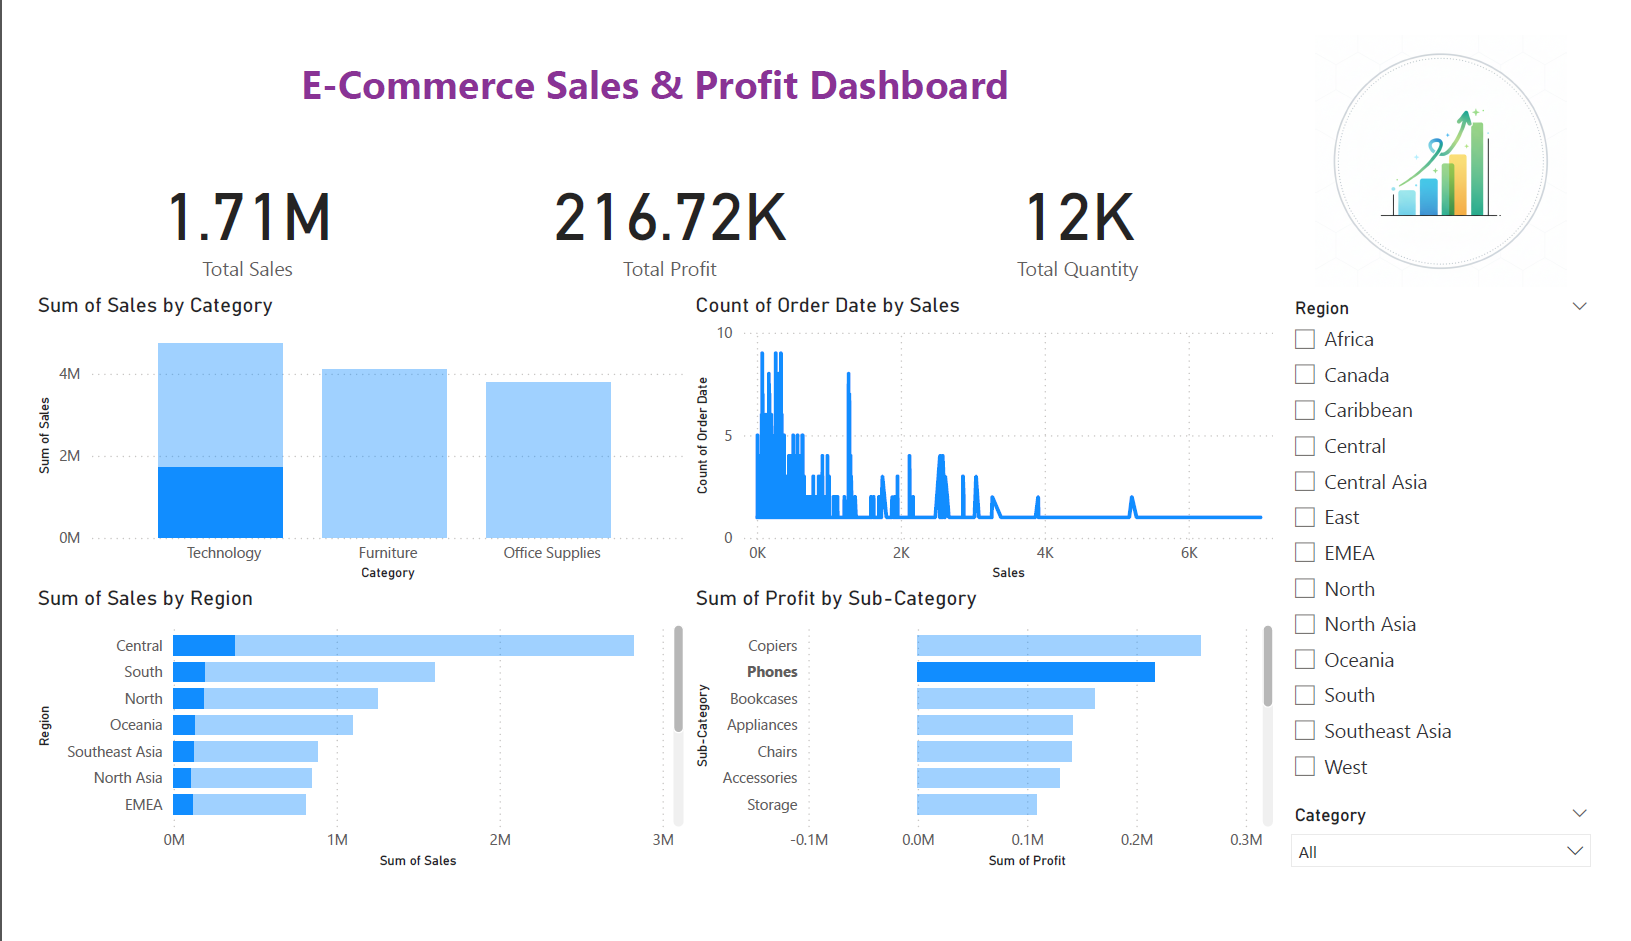 E-Commerce Sales & Profit Dashboard
1.71M
Total Sales
216.72K
Total Profit
12K
Total Quantity
Sum of Sales by Category
Sum of Sales
4M
2M
0M
Technology
Furniture
Office Supplies
Category
Count of Order Date by Sales
Count of Order Date
10
5
0
0K
2K
4K
6K
Sales
Sum of Sales by Region
Region
Central
South
North
Oceania
Southeast Asia
North Asia
EMEA
0M
1M
2M
3M
Sum of Sales
Sum of Profit by Sub-Category
Sub-Category
Copiers
Phones
Bookcases
Appliances
Chairs
Accessories
Storage
-0.1M
0.0M
0.1M
0.2M
0.3M
Sum of Profit
Region
Africa
Canada
Caribbean
Central
Central Asia
East
EMEA
North
North Asia
Oceania
South
Southeast Asia
West
Category
All